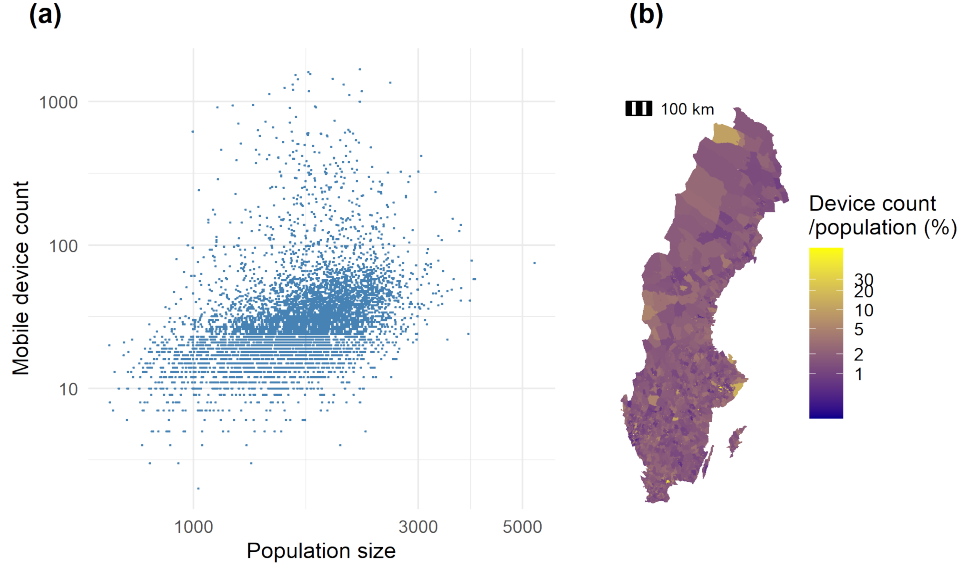 (a)
(b)
1000
100
10
Mobile device count
1000
3000
5000
Population size
100 km
Device count
/population (%)
30
20
10
5
2
1